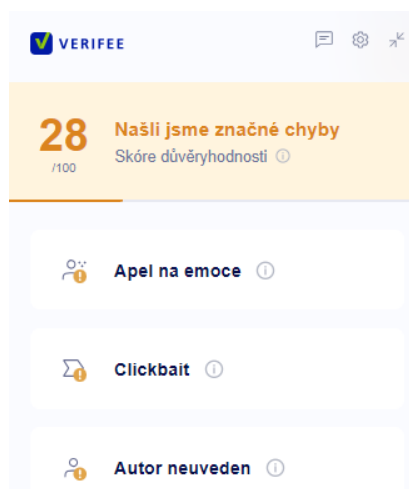 VERIFEE
28
/100
Našli jsme značné chyby
Skóre důvěryhodnosti
Apel na emoce
Clickbait
Autor neuveden